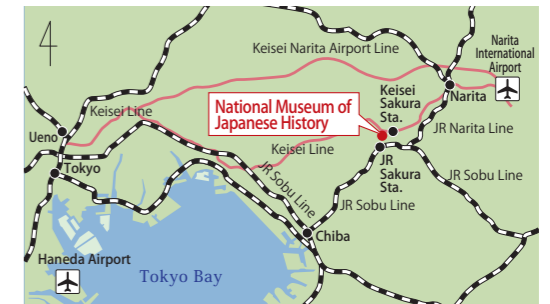 4
Keisei Narita Airport Line
Narita
International
Airport
Keisei Line
National Museum of
Japanese History
Keisei
Sakura
Sta.
Narita
Ueno
Keisei Line
JR Narita Line
Tokyo
JR Sobu Line
JR
Sakura
Sta.
JR Sobu Line
JR Sobu Line
Chiba
Haneda Airport
Tokyo Bay